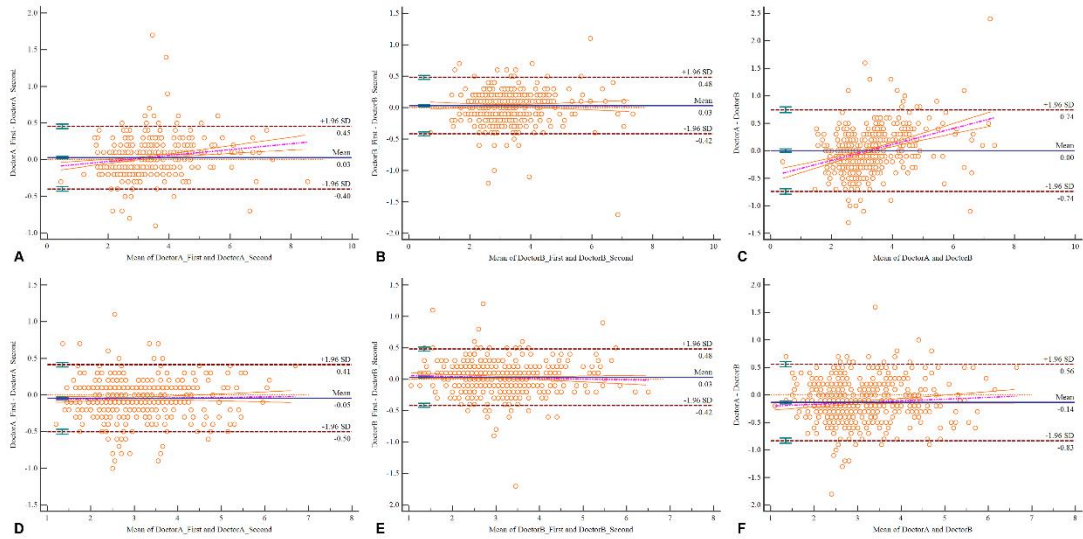 2.0
1.5
1.0
0.5
0.0
-0.5
1.0
DoctorA_First - DoctorA_Second
+1.96 SD
0.45
Mean
0.03
-1.96 SD
-0.40
0 2 4 6 8 10
A
Mean of DoctorA_First and DoctorA_Second
1.5
1.0
0.5
0.0
-0.5
-1.0
-1.5
2.0
DoctorB_First - DoctorB_Second
+1.96 SD
0.48
Mean
0.03
-1.96 SD
-0.42
0 2 4 6 8 10
B
Mean of DoctorB_First and DoctorB_Second
2.5
2.0
1.5
1.0
0.5
0.0
-0.5
-1.0
-1.5
DoctorA - DoctorB
+1.96 SD
0.74
Mean
0.00
-1.96 SD
-0.74
0 2 4 6 8 10
C
Mean of DoctorA and DoctorB
1.5
1.0
0.5
0.0
-0.5
-1.0
1.5
DoctorA_First - DoctorA_Second
+1.96 SD
0.41
Mean
-0.05
-1.96 SD
-0.50
1 2 3 4 5 6 7 8
D
Mean of DoctorA_First and DoctorA_Second
1.5
1.0
0.5
0.0
-0.5
-1.0
-1.5
2.0
DoctorB_First - DoctorB_Second
+1.96 SD
0.48
Mean
0.03
-1.96 SD
-0.42
1 2 3 4 5 6 7 8
E
Mean of DoctorB_First and DoctorB_Second
2.0
1.5
1.0
0.5
0.0
-0.5
-1.0
-1.5
2.0
DoctorA - DoctorB
+1.96 SD
0.56
Mean
-0.14
-1.96 SD
-0.83
1 2 3 4 5 6 7 8
F
Mean of DoctorA and DoctorB